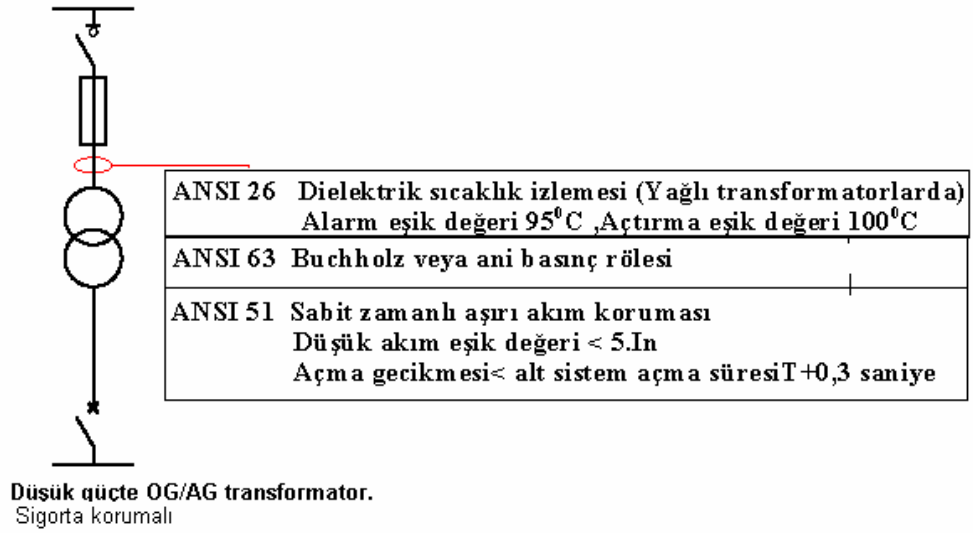 ANSI 26 Dielektrik sıcaklık izlemesi (Yağlı transformatorlarda)
Alarm eşik değeri 95⁰C ,Açtırma eşik değeri 100⁰C
ANSI 63 Buchholz veya ani basınç rölesi
ANSI 51 Sabit zamanlı aşırı akım koruması
Düşük akım eşik değeri < 5.In
Açma gecikmesi< alt sistem açma süresiT+0,3 saniye
Düşük güçte OG/AG transformator.
Sigorta korumalı